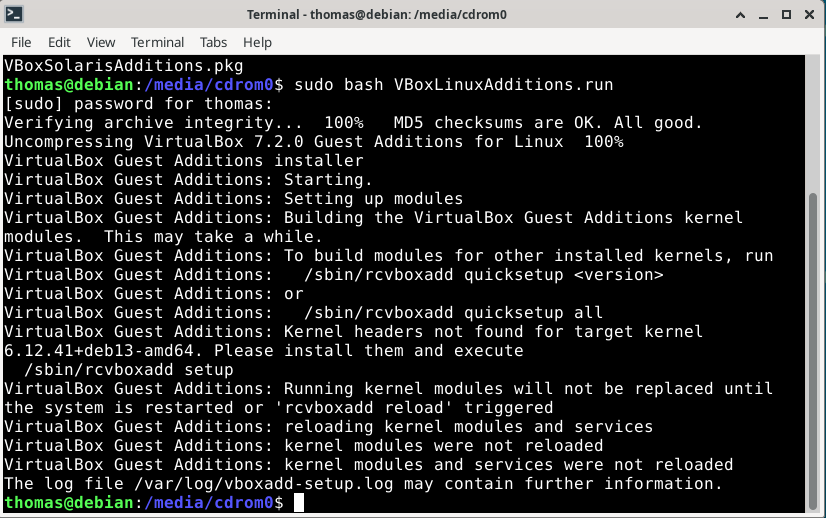 Terminal - thomas@debian: /media/cdrom0
File Edit View Terminal Tabs Help
VBoxSolarisAdditions.pkg
thomas@debian:/media/cdrom0$ sudo bash VBoxLinuxAdditions.run
[sudo] password for thomas:
Verifying archive integrity...  100%   MD5 checksums are OK. All good.
Uncompressing VirtualBox 7.2.0 Guest Additions for Linux  100%
VirtualBox Guest Additions installer
VirtualBox Guest Additions: Starting.
VirtualBox Guest Additions: Setting up modules
VirtualBox Guest Additions: Building the VirtualBox Guest Additions kernel
modules.  This may take a while.
VirtualBox Guest Additions: To build modules for other installed kernels, run
VirtualBox Guest Additions:   /sbin/rcvboxadd quicksetup <version>
VirtualBox Guest Additions: or
VirtualBox Guest Additions:   /sbin/rcvboxadd quicksetup all
VirtualBox Guest Additions: Kernel headers not found for target kernel
6.12.41+deb13-amd64. Please install them and execute
  /sbin/rcvboxadd setup
VirtualBox Guest Additions: Running kernel modules will not be replaced until
the system is restarted or 'rcvboxadd reload' triggered
VirtualBox Guest Additions: reloading kernel modules and services
VirtualBox Guest Additions: kernel modules were not reloaded
VirtualBox Guest Additions: kernel modules and services were not reloaded
The log file /var/log/vboxadd-setup.log may contain further information.
thomas@debian:/media/cdrom0$